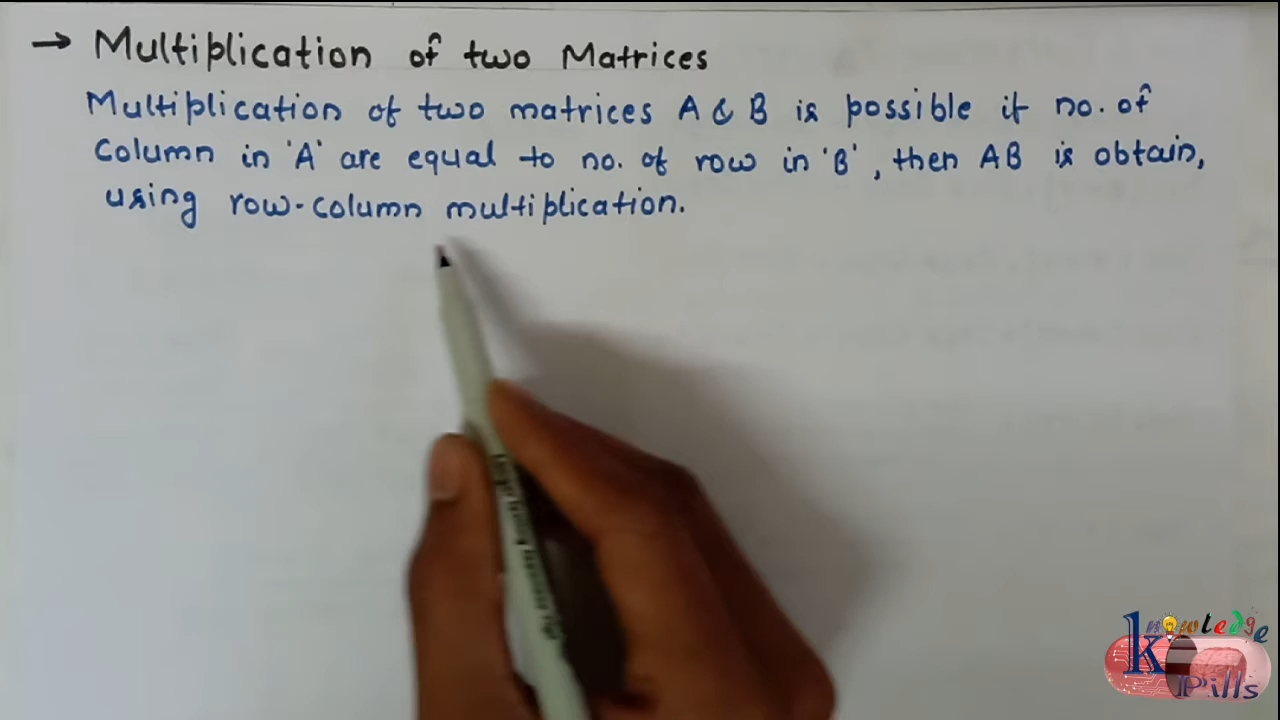 → Multiplication of two Matrices
Multiplication of two matrices A & B is possible if no. of
column in 'A' are equal to no. of row in 'B', then AB is obtain,
using row-column multiplication.
Knowledge
Pills